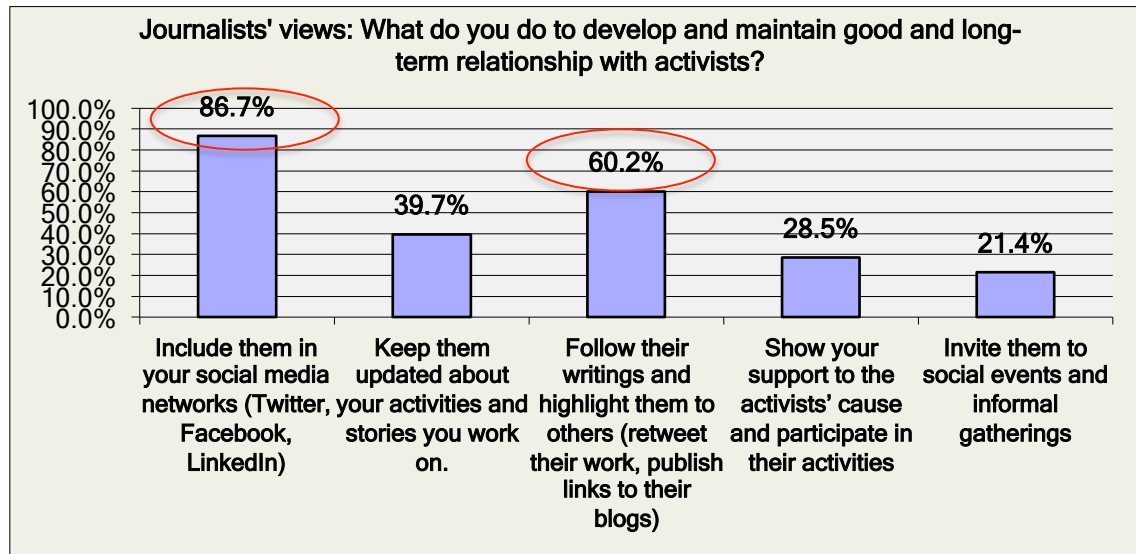 Journalists' views: What do you do to develop and maintain good and long-
term relationship with activists?
100.0%
90.0%
80.0%
70.0%
60.0%
50.0%
40.0%
30.0%
20.0%
10.0%
0.0%
86.7%
39.7%
60.2%
28.5%
21.4%
Include them in
your social media
networks (Twitter,
Facebook,
LinkedIn)
Keep them
updated about
your activities and
stories you work
on.
Follow their
writings and
highlight them to
others (retweet
their work, publish
links to their
blogs)
Show your
support to the
activists’ cause
and participate in
their activities
Invite them to
social events and
informal
gatherings